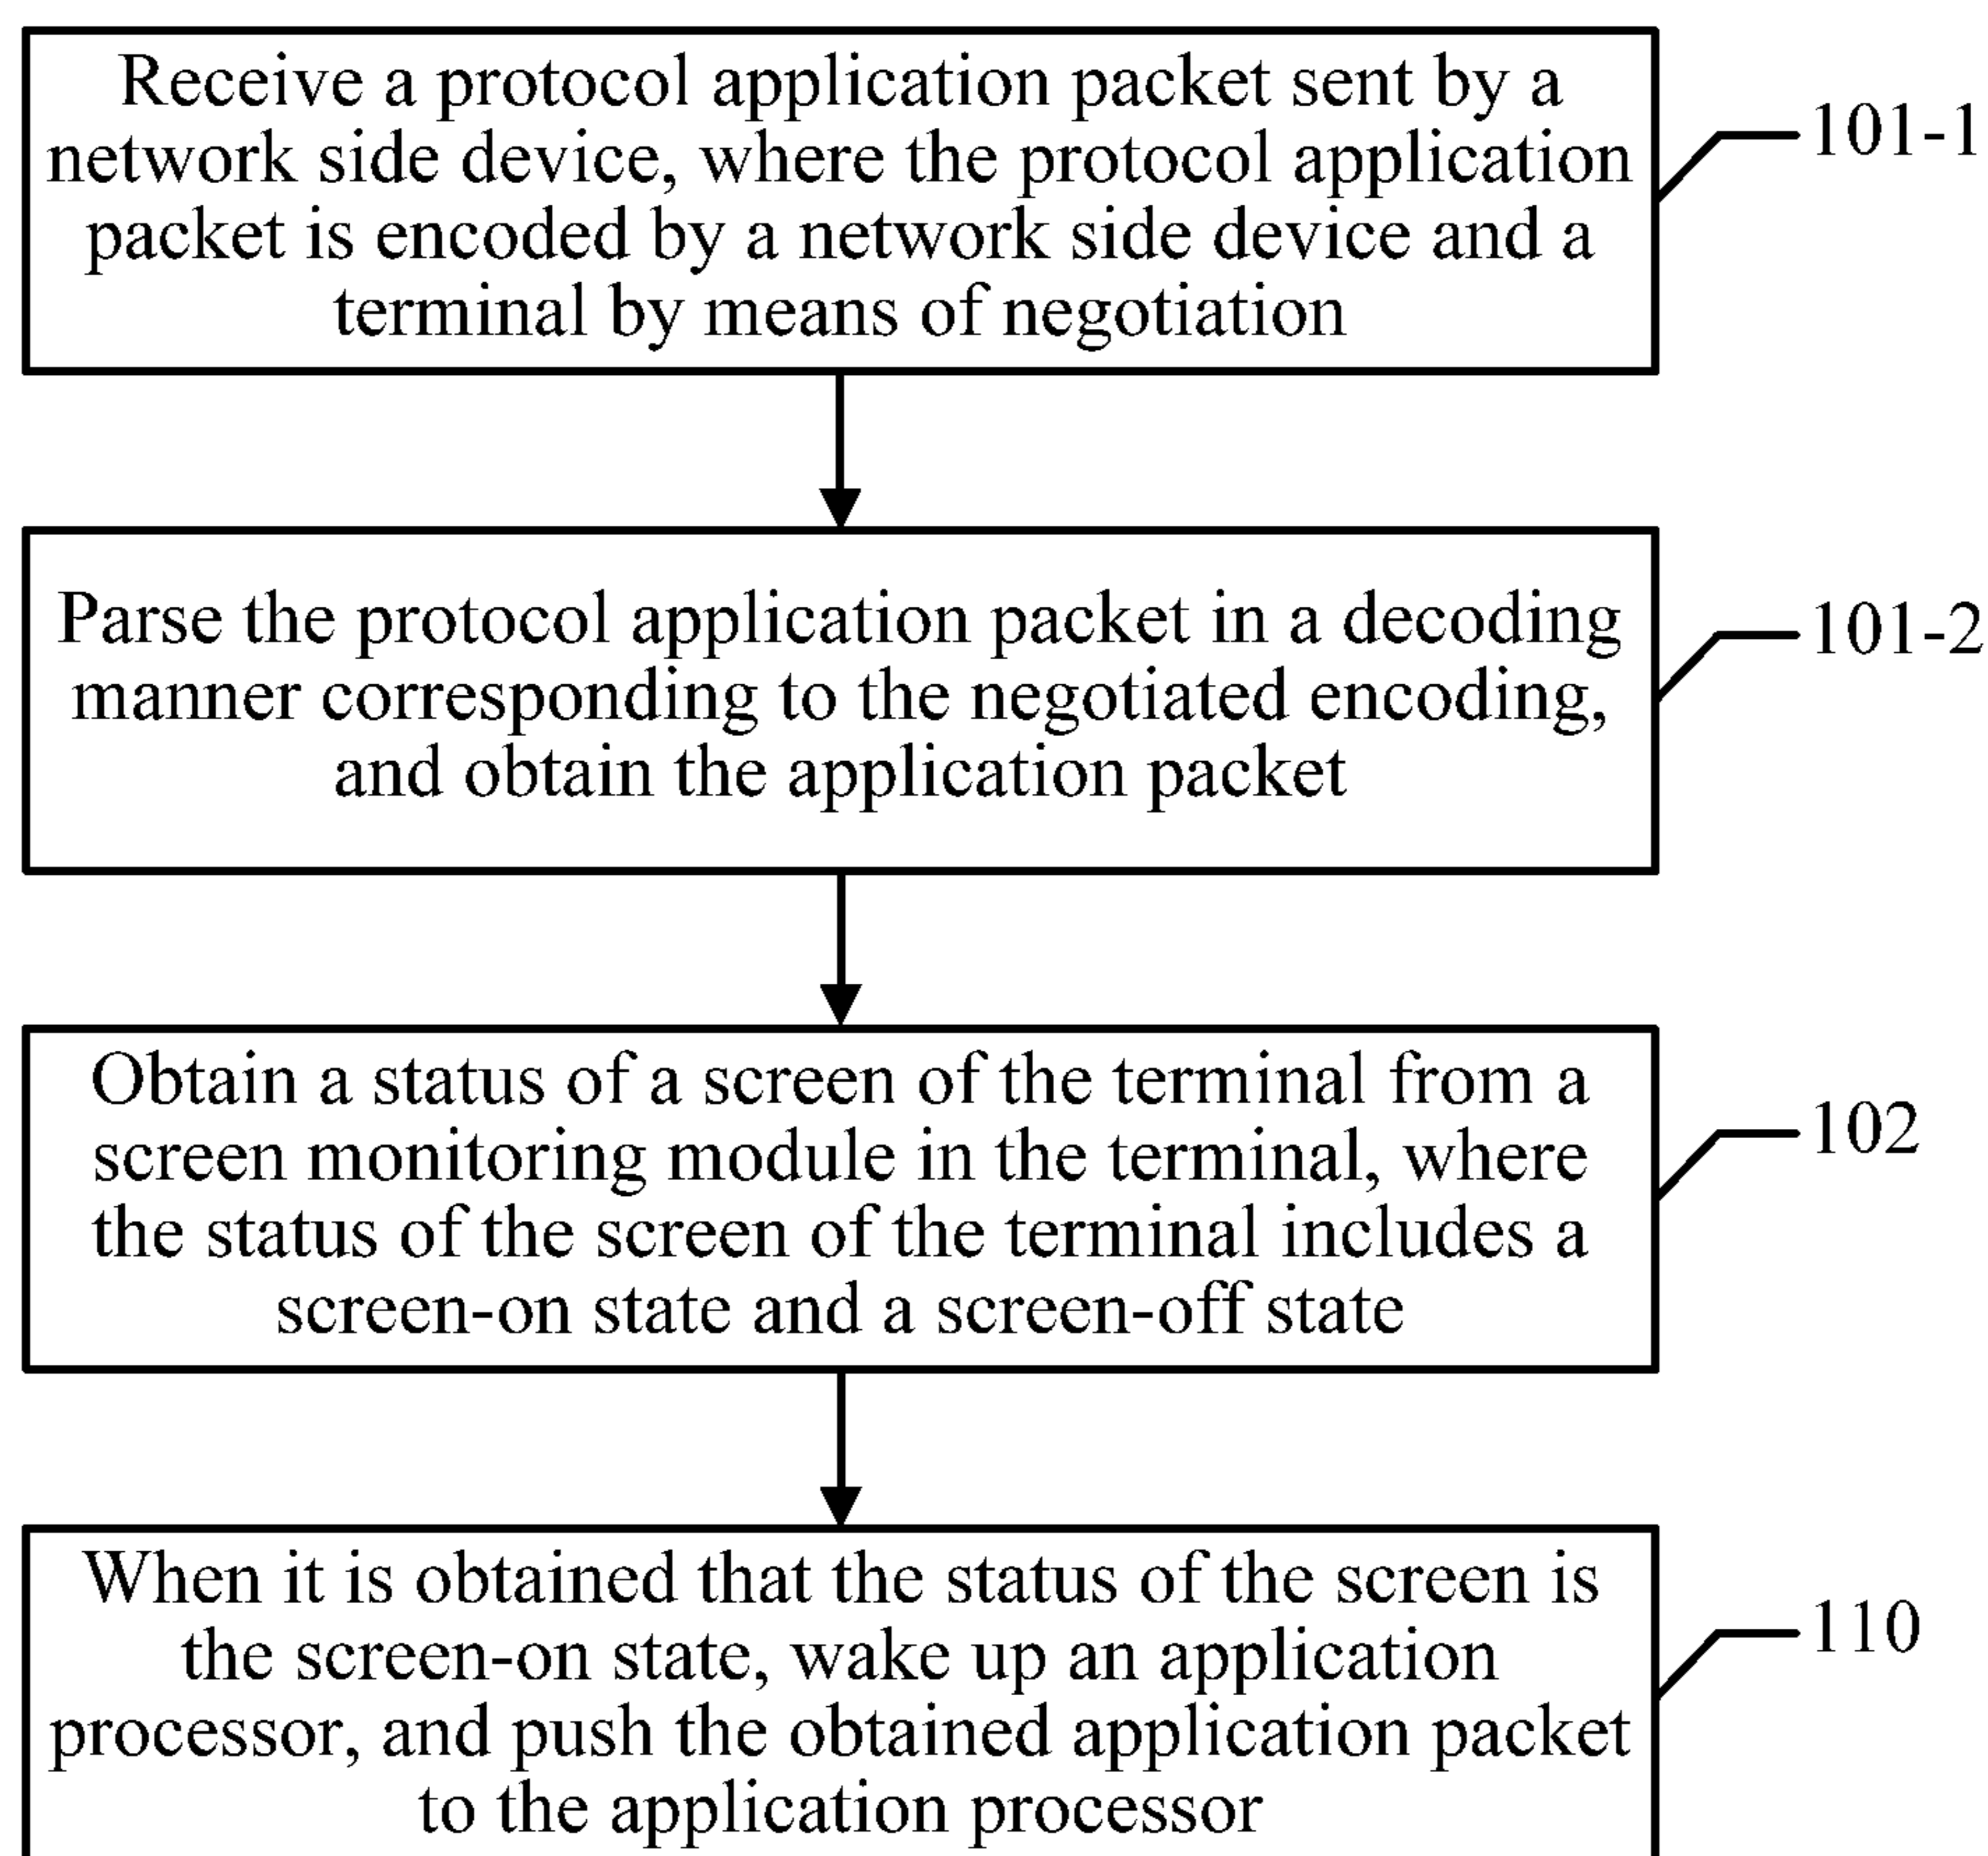 Receive a protocol application packet sent by a
network side device, where the protocol application
packet is encoded by a network side device and a
terminal by means of negotiation
101-1
Parse the protocol application packet in a decoding
manner corresponding to the negotiated encoding,
and obtain the application packet
101-2
Obtain a status of a screen of the terminal from a
screen monitoring module in the terminal, where
the status of the screen of the terminal includes a
screen-on state and a screen-off state
102
When it is obtained that the status of the screen is
the screen-on state, wake up an application
processor, and push the obtained application packet
to the application processor
110